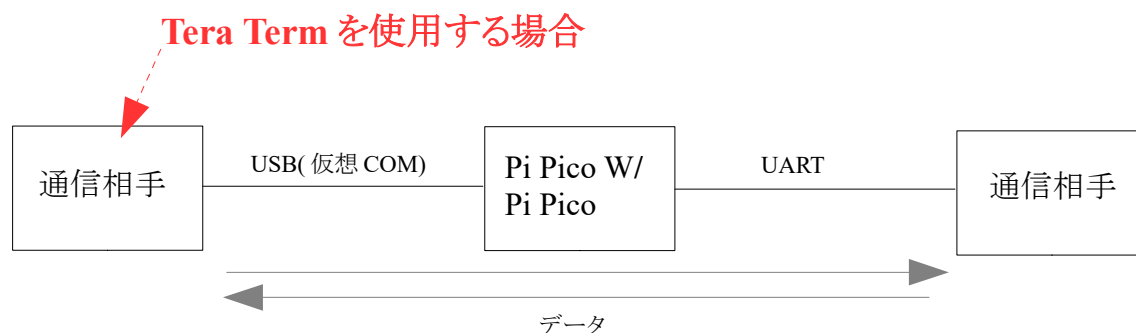 Tera Term を使用する場合
通信相手
USB( 仮想 COM)
Pi Pico W/
Pi Pico
UART
通信相手
データ